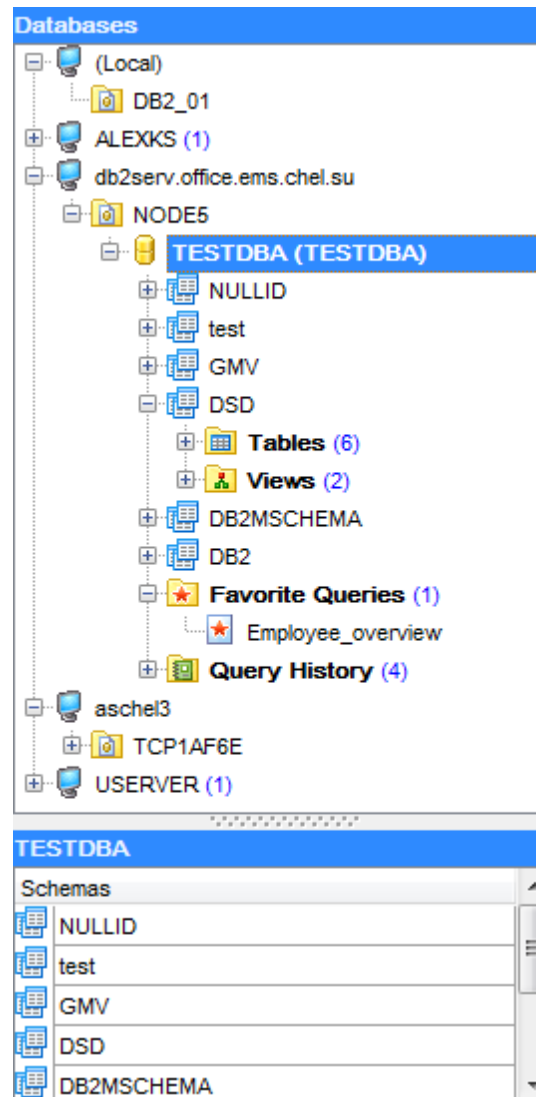 Databases
(Local)
DB2_01
ALEXKS (1)
db2serv.office.ems.chel.su
NODE5
TESTDBA (TESTDBA)
NULLID
test
GMV
DSD
Tables (6)
Views (2)
DB2MSCHEMA
DB2
Favorite Queries (1)
Employee_overview
Query History (4)
aschel3
TCP1AF6E
USERVER (1)
TESTDBA
Schemas
NULLID
test
GMV
DSD
DB2MSCHEMA